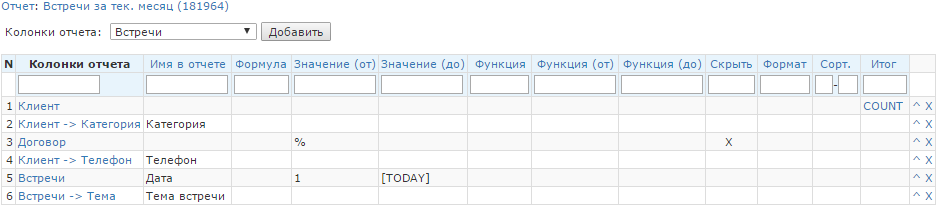 Отчет: Встречи за тек. месяц (181964)
Колонки отчета: Встречи Добавить
N Колонки отчета Имя в отчете Формула Значение (от) Значение (до) Функция Функция (от) Функция (до) Скрыть Формат Сорт. Итог
-
1 Клиент COUNT ^ X
2 Клиент -> Категория Категория ^ X
3 Договор % X ^ X
4 Клиент -> Телефон Телефон ^ X
5 Встречи Дата 1 [TODAY] ^ X
6 Встречи -> Тема Тема встречи ^ X